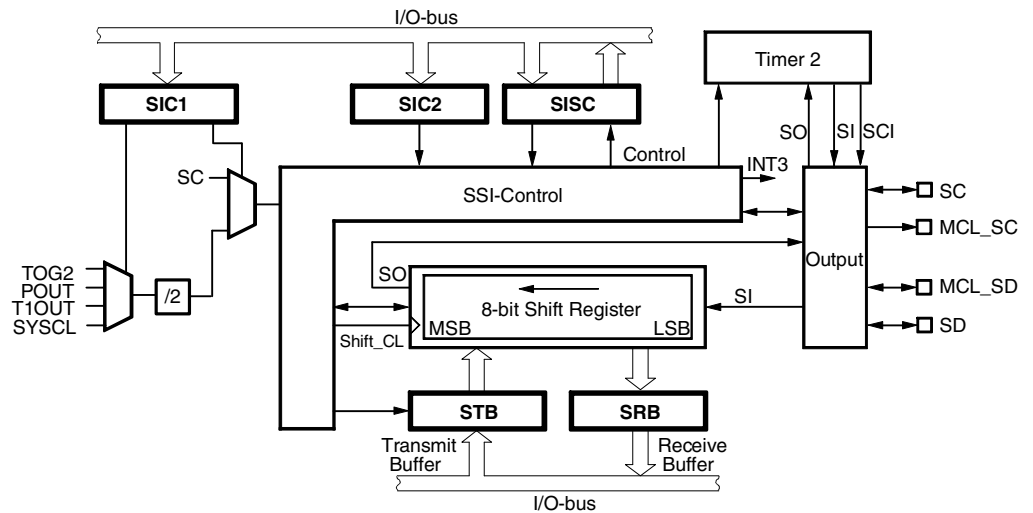 I/O-bus
Timer 2
SIC1
SIC2
SISC
SO
SI
SCI
Control
INT3
SC
SSI-Control
SC
MCL_SC
Output
TOG2
POUT
T1OUT
SYSCL
/2
SO
8-bit Shift Register
SI
MCL_SD
SD
MSB
LSB
Shift_CL
STB
SRB
Transmit
Buffer
Receive
Buffer
I/O-bus